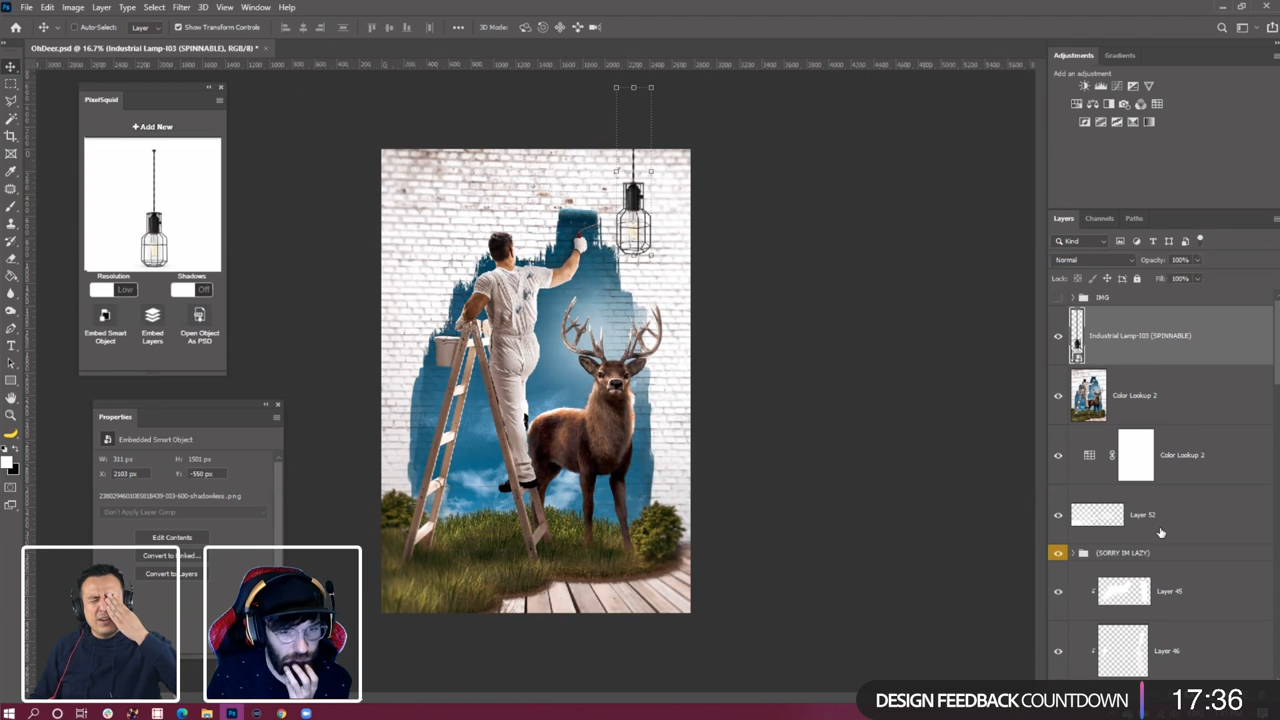 Ps File Edit Image Layer Type Select Filter 3D View Window Help
Auto-Select: Layer Show Transform Controls 3D Mode:
OhDeer.psd @ 16.7% (Industrial Lamp-I03 (SPINNABLE), RGB/8) *
PixelSquid
+ Add New
Resolution Shadows
Low Off
Embed Smart Object
Embed Layers
Open Object As PSD
Properties
Embedded Smart Object
W: 311 px H: 1501 px
X: 2103 px Y: -550 px
Don't Apply Layer Comp
Edit Contents
Convert to Linked...
Convert to Layers
Adjustments Gradients
Add an adjustment
Layers Channels Paths
Kind
Normal Opacity: 100%
Lock: Fill: 100%
IMG
Industrial Lamp-I03 (SPINNABLE)
Color Lookup 2
Color Lookup 2
Layer 52
(SORRY IM LAZY)
Layer 45
Layer 46
DESIGN FEEDBACK COUNTDOWN 17:36